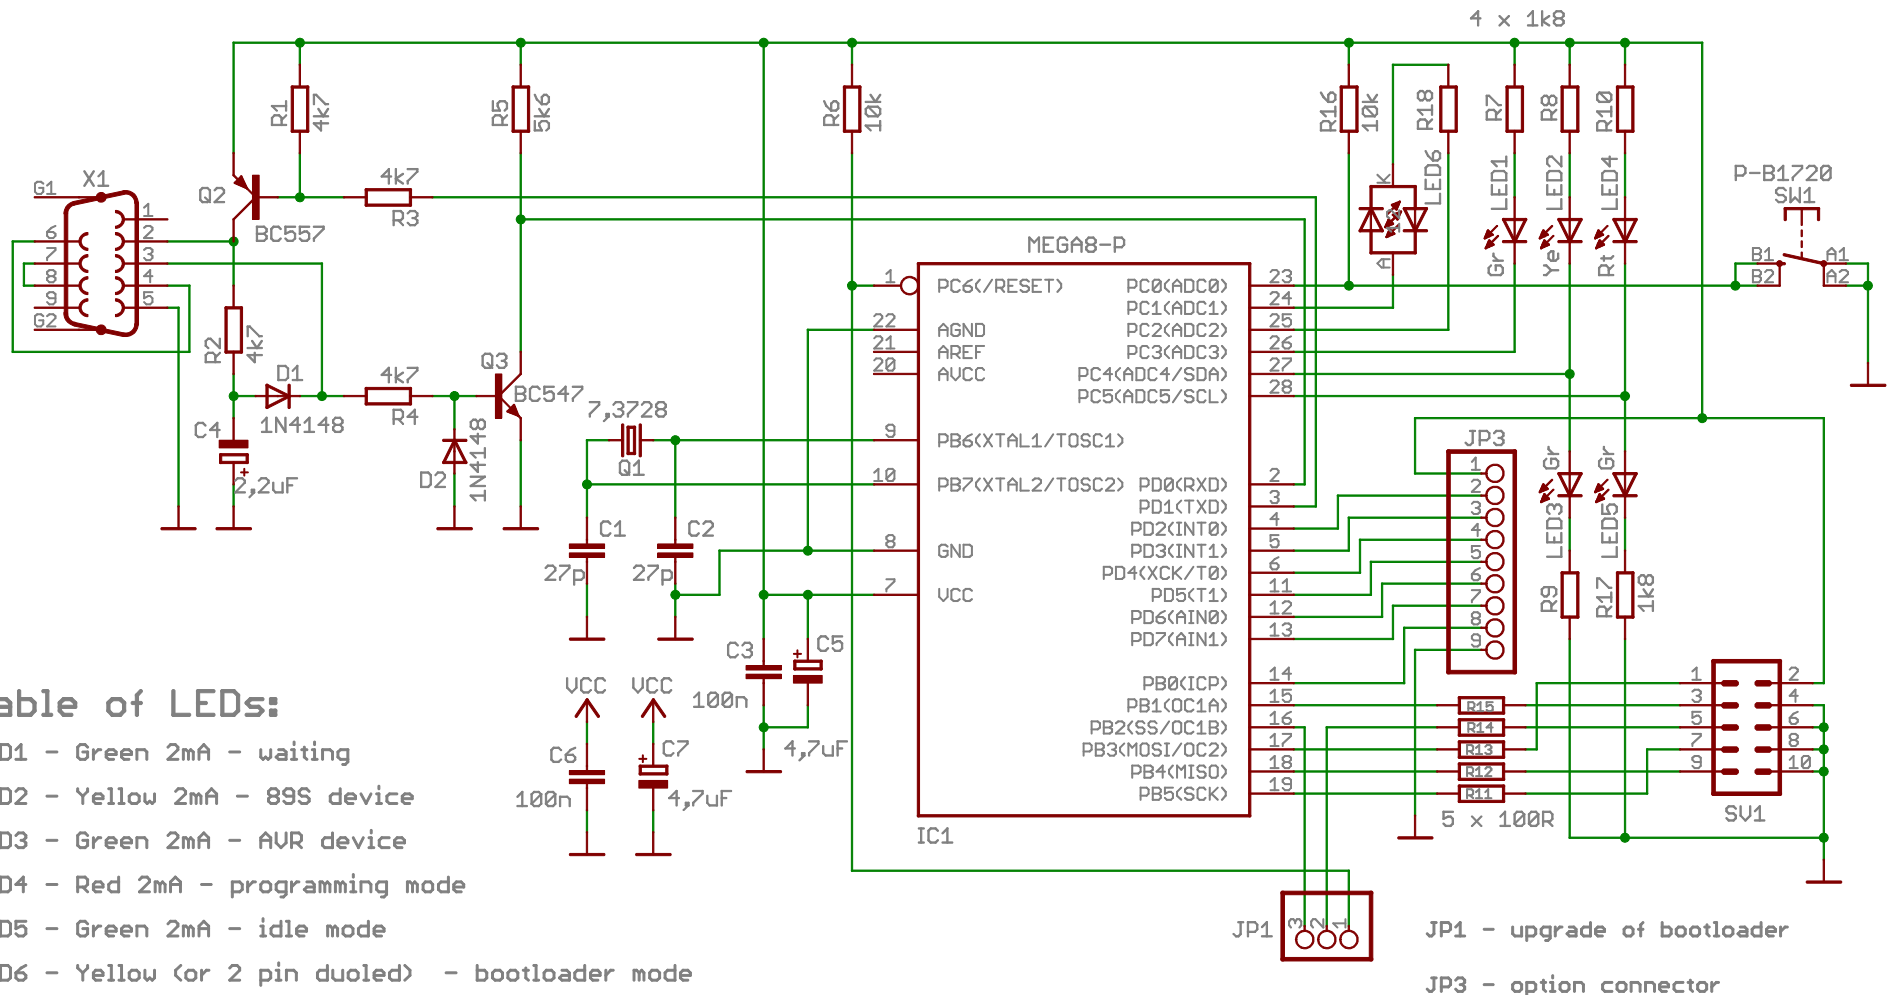 4 x 1k8
R1
4k7
R5
5k6
R6
10k
R16
10k
R18
R7
R8
R10
LED6
LED1
LED2
LED4
P-B1720
SW1
X1
G1
1
6
2
7
3
8
4
9
5
G2
Q2
BC557
4k7
R3
K
A
Gr
Ye
Rt
B1
B2
A1
A2
MEGA8-P
1
PC6(/RESET)
PC0(ADC0)
23
PC1(ADC1)
24
22
AGND
PC2(ADC2)
25
21
AREF
PC3(ADC3)
26
20
AVCC
PC4(ADC4/SDA)
27
PC5(ADC5/SCL)
28
R2
4k7
D1
1N4148
4k7
R4
Q3
BC547
C4
+
2,2uF
D2
1N4148
7,3728
Q1
9
PB6(XTAL1/TOSC1)
10
PB7(XTAL2/TOSC2)
PD0(RXD)
2
PD1(TXD)
3
PD2(INT0)
4
8
GND
PD3(INT1)
5
PD4(XCK/T0)
6
7
VCC
PD5(T1)
11
PD6(AIN0)
12
PD7(AIN1)
13
PB0(ICP)
14
PB1(OC1A)
15
PB2(SS/OC1B)
16
PB3(MOSI/OC2)
17
PB4(MISO)
18
PB5(SCK)
19
IC1
C1
27p
C2
27p
C3
100n
+
C5
4,7uF
VCC
VCC
C6
100n
+
C7
4,7uF
JP3
1
2
3
4
5
6
7
8
9
Gr
Gr
LED3
LED5
R9
R17
1k8
R15
R14
R13
R12
R11
5 x 100R
1
2
3
4
5
6
7
8
9
10
SV1
JP1
3
2
1
able of LEDs:
D1 - Green 2mA - waiting
D2 - Yellow 2mA - 89S device
D3 - Green 2mA - AVR device
D4 - Red 2mA - programming mode
D5 - Green 2mA - idle mode
D6 - Yellow (or 2 pin duoled) - bootloader mode
JP1 - upgrade of bootloader
JP3 - option connector